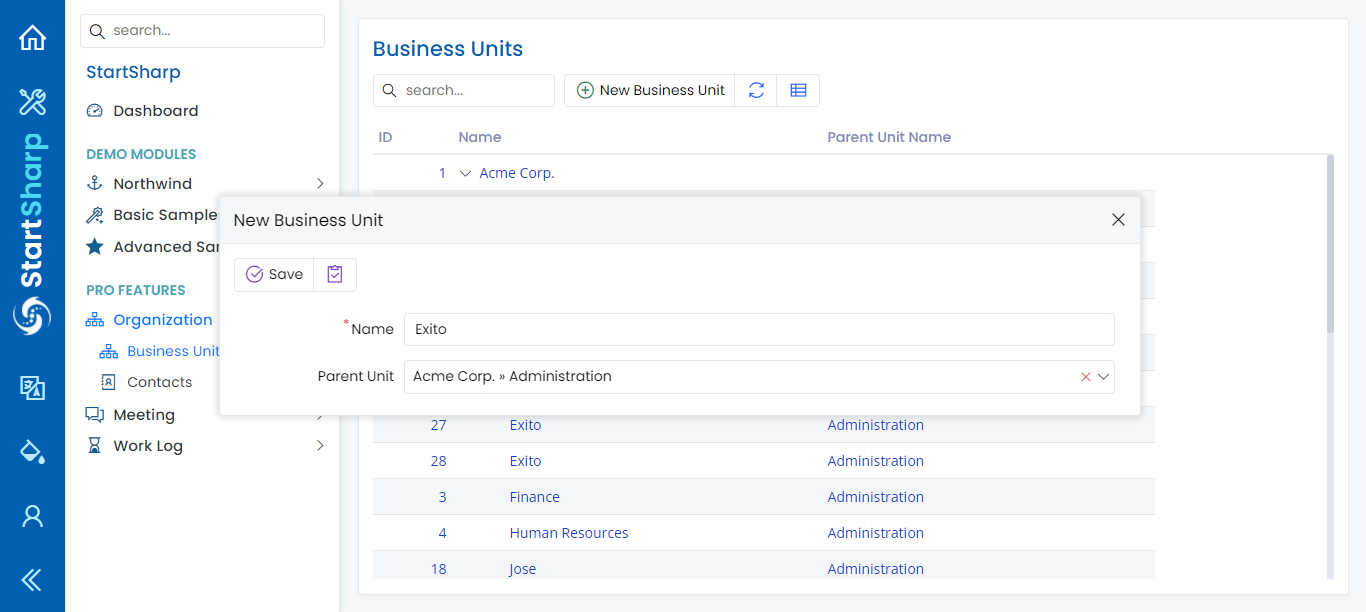 StartSharp
search...
StartSharp
Dashboard
DEMO MODULES
Northwind
Basic Sample
Advanced Sar
PRO FEATURES
Organization
Business Unit
Contacts
Meeting
Work Log
Business Units
search...
New Business Unit
ID Name Parent Unit Name
1 Acme Corp.
New Business Unit
Save
* Name Exito
Parent Unit Acme Corp. » Administration
27 Exito Administration
28 Exito Administration
3 Finance Administration
4 Human Resources Administration
18 Jose Administration